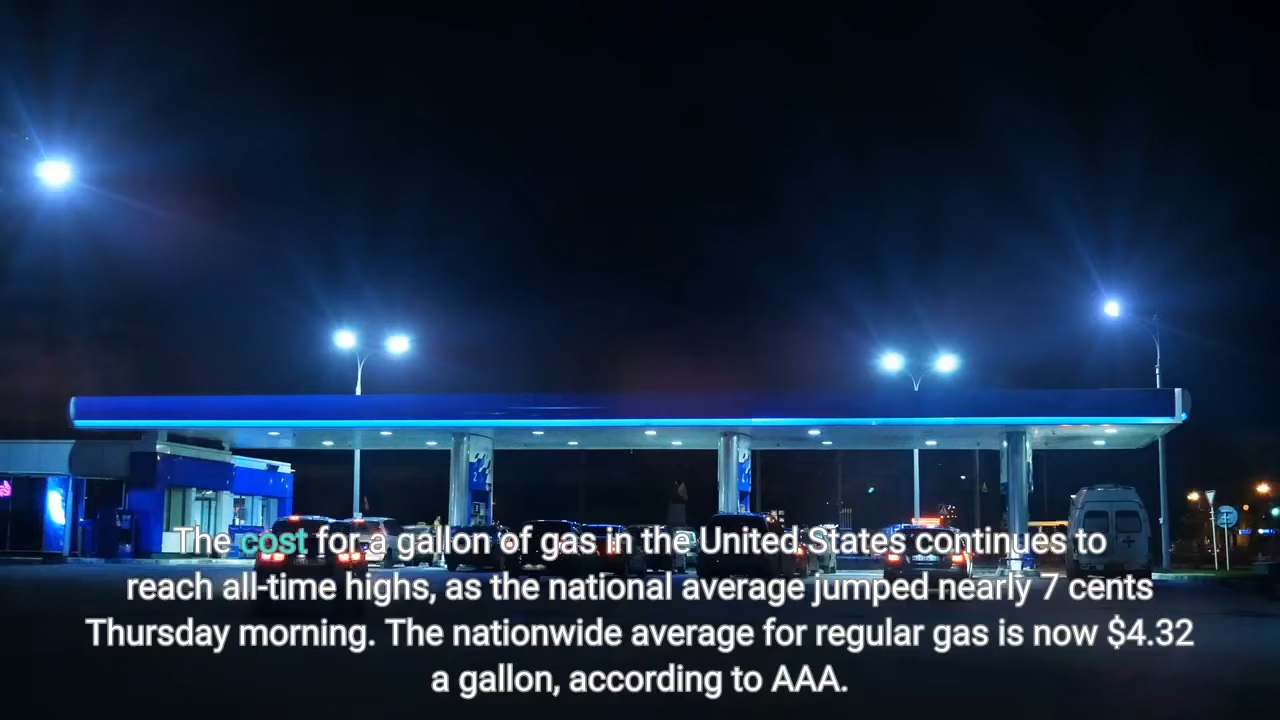 The cost for a gallon of gas in the United States continues to
reach all-time highs, as the national average jumped nearly 7 cents
Thursday morning. The nationwide average for regular gas is now $4.32
a gallon, according to AAA.